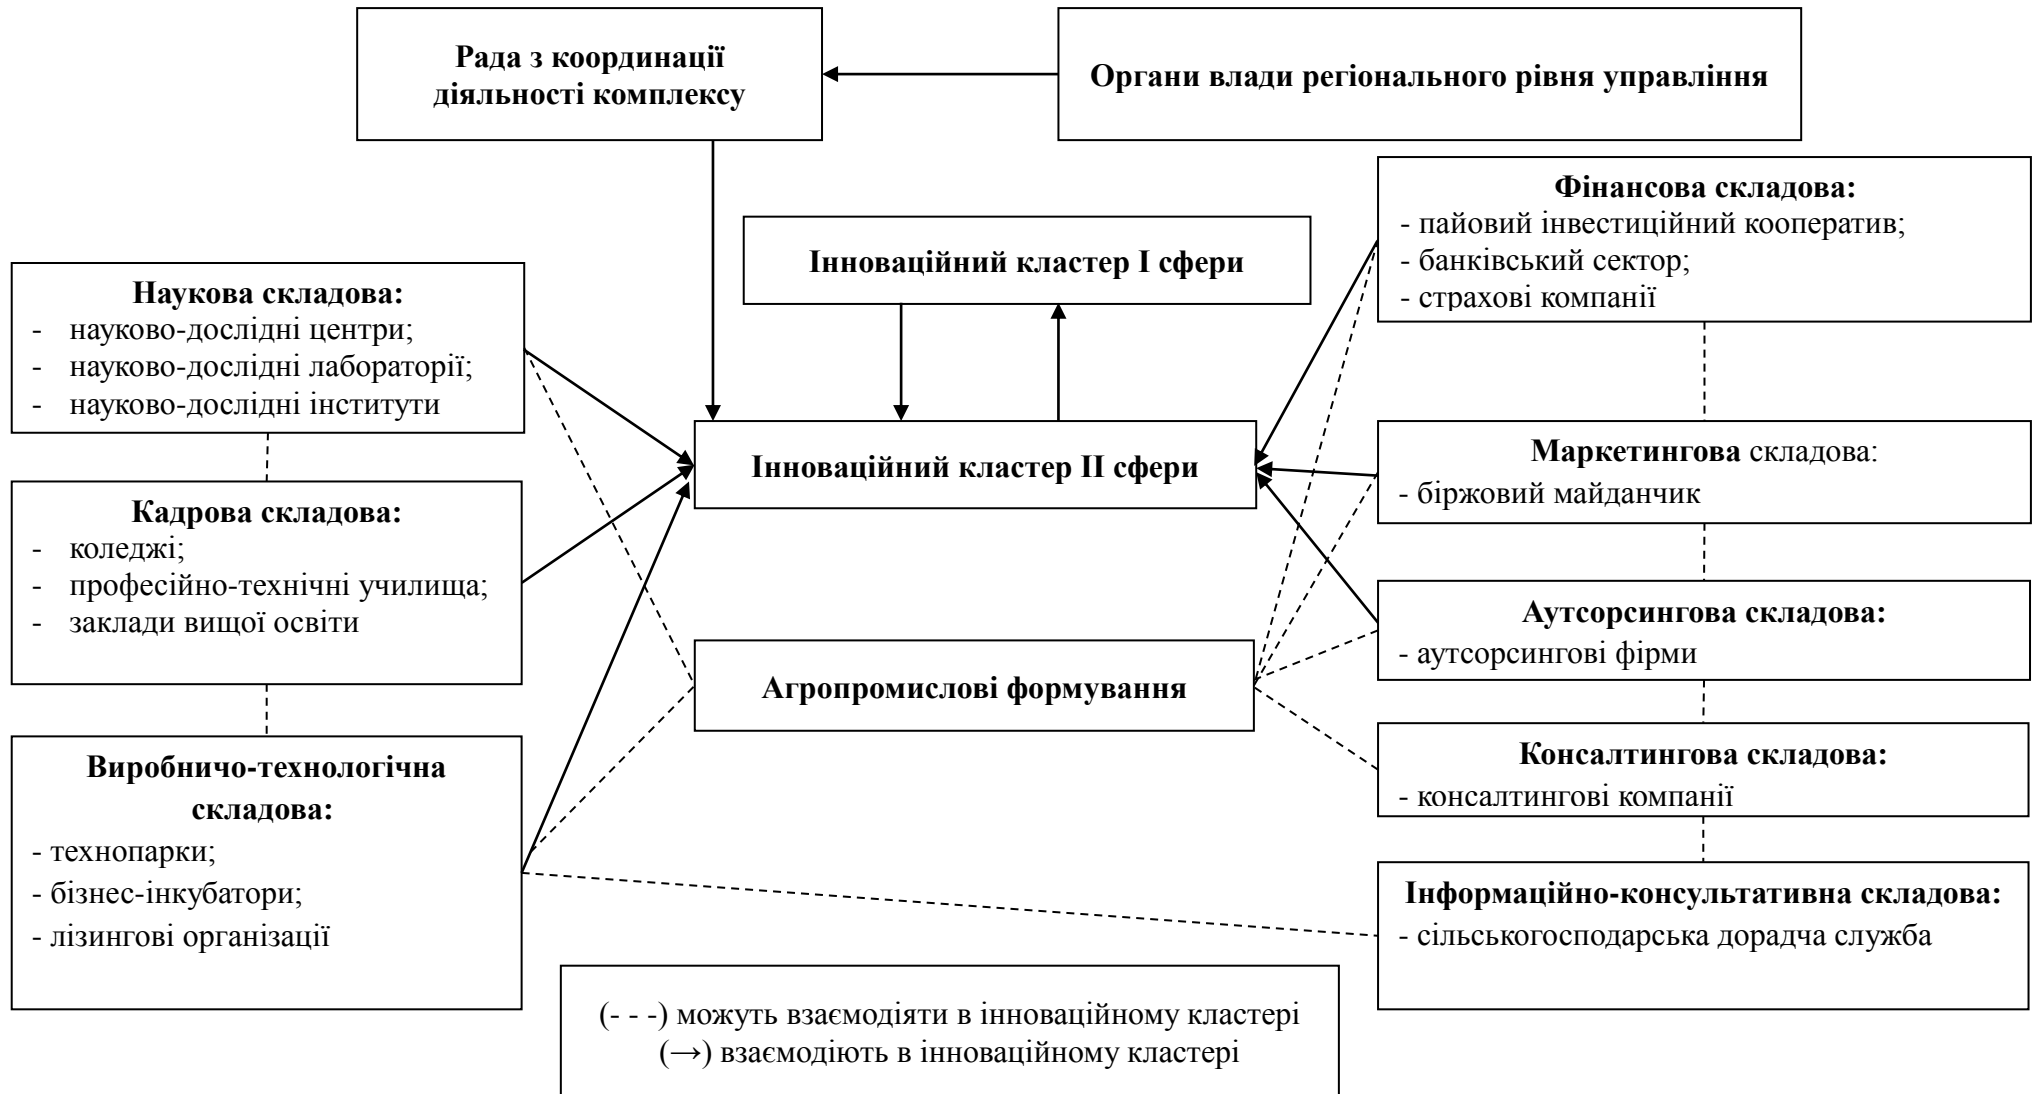 Рада з координації
діяльності комплексу
Органи влади регіонального рівня управління
Інноваційний кластер І сфери
Наукова складова:
- науково-дослідні центри;
- науково-дослідні лабораторії;
- науково-дослідні інститути
Кадрова складова:
- коледжі;
- професійно-технічні училища;
- заклади вищої освіти
Виробничо-технологічна
складова:
- технопарки;
- бізнес-інкубатори;
- лізингові організації
Інноваційний кластер ІІ сфери
Агропромислові формування
Фінансова складова:
- пайовий інвестиційний кооператив;
- банківський сектор;
- страхові компанії
Маркетингова складова:
- біржовий майданчик
Аутсорсингова складова:
- аутсорсингові фірми
Консалтингова складова:
- консалтингові компанії
Інформаційно-консультативна складова:
- сільськогосподарська дорадча служба
(- - -) можуть взаємодіяти в інноваційному кластері
(→) взаємодіють в інноваційному кластері